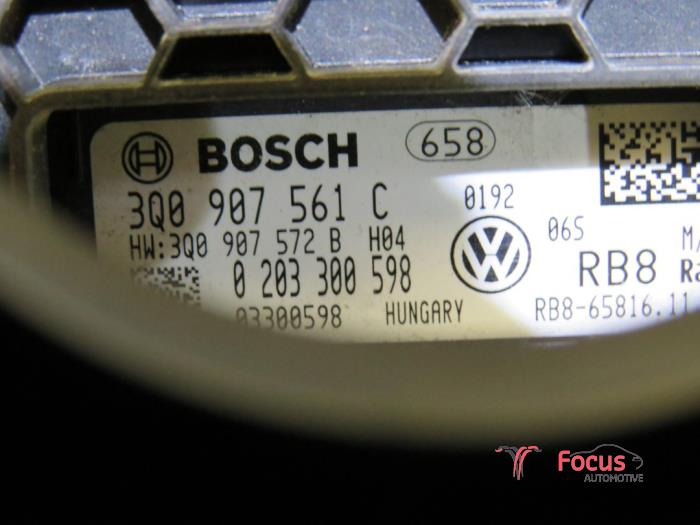 BOSCH 658
3Q0 907 561 C 0192
HW:3Q0 907 572 B H04 06S
0 203 300 598 RB8
03300598 HUNGARY RB8-65816.11
Focus
AUTOMOTIVE